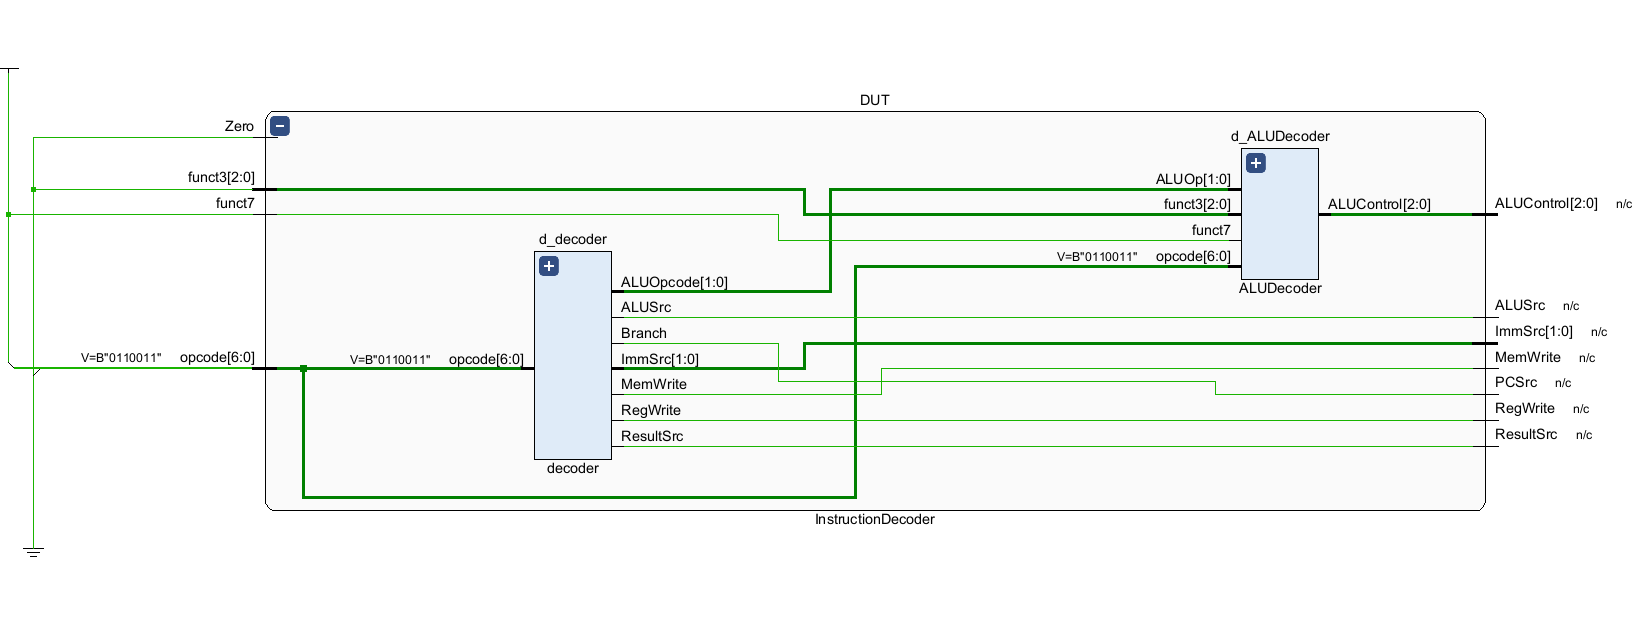 DUT
Zero
d_ALUDecoder
funct3[2:0]
ALUOp[1:0]
funct7
funct3[2:0]
ALUControl[2:0]
ALUControl[2:0] n/c
funct7
d_decoder
V=B"0110011" opcode[6:0]
ALUOpcode[1:0]
ALUDecoder
ALUSrc
ALUSrc n/c
Branch
ImmSrc[1:0] n/c
V=B"0110011" opcode[6:0]
V=B"0110011" opcode[6:0]
ImmSrc[1:0]
MemWrite n/c
MemWrite
PCSrc n/c
RegWrite
RegWrite n/c
ResultSrc
ResultSrc n/c
decoder
InstructionDecoder